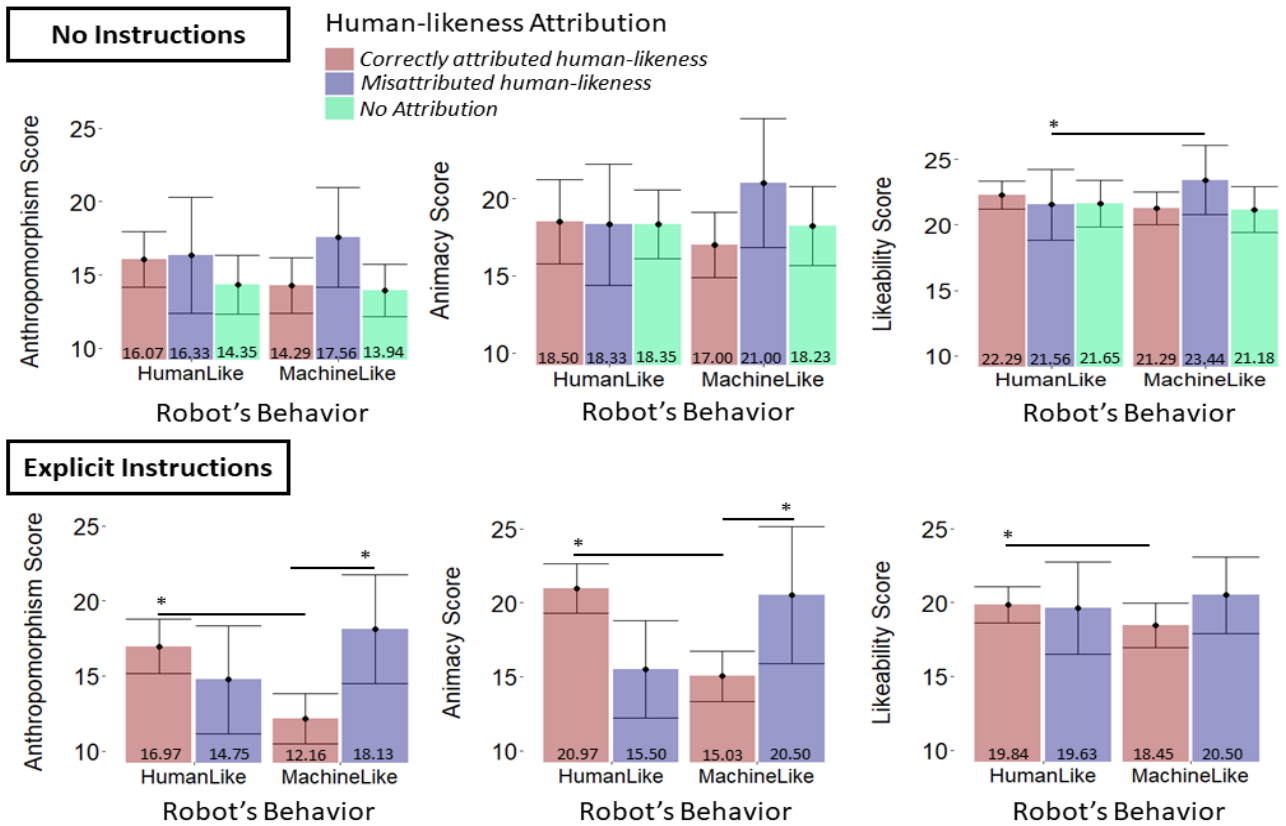 No Instructions
Human-likeness Attribution
Correctly attributed human-likeness
Misattributed human-likeness
No Attribution
Anthropomorphism Score
25
20
15
10
16.07 16.33 14.35 14.29 17.56 13.94
HumanLike MachineLike
Robot's Behavior
Animacy Score
20
15
10
18.50 18.33 18.35 17.00 21.00 18.23
HumanLike MachineLike
Robot's Behavior
*
Likeability Score
25
20
15
10
22.29 21.56 21.65 21.29 23.44 21.18
HumanLike MachineLike
Robot's Behavior
Explicit Instructions
Anthropomorphism Score
25
20
15
10
* *
16.97 14.75 12.16 18.13
HumanLike MachineLike
Robot's Behavior
Animacy Score
25
20
15
10
* *
20.97 15.50 15.03 20.50
HumanLike MachineLike
Robot's Behavior
Likeability Score
25
20
15
10
*
19.84 19.63 18.45 20.50
HumanLike MachineLike
Robot's Behavior